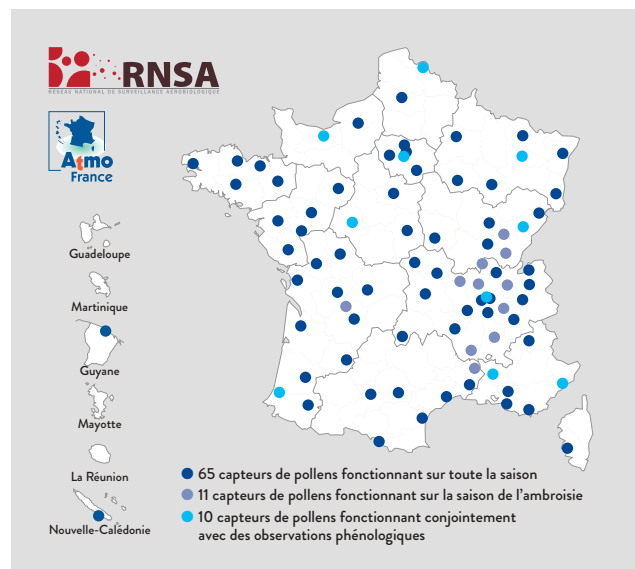 RNSA
RESEAU NATIONAL DE SURVEILLANCE AEROBIOLOGIQUE
Atmo
France
Guadeloupe
Martinique
Guyane
Mayotte
La Réunion
Nouvelle-Calédonie
65 capteurs de pollens fonctionnant sur toute la saison
11 capteurs de pollens fonctionnant sur la saison de l’ambroisie
10 capteurs de pollens fonctionnant conjointement
avec des observations phénologiques